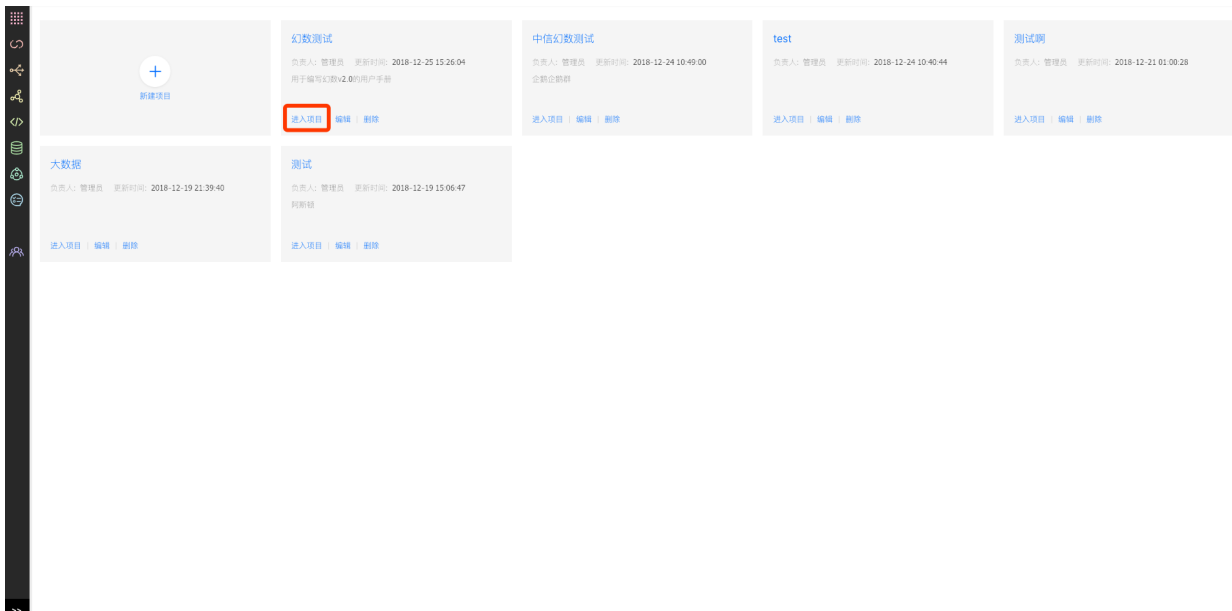 新建项目
幻数测试
负责人: 管理员 更新时间: 2018-12-25 15:26:04
用于编写幻数v2.0的用户手册
进入项目 | 编辑 | 删除
中信幻数测试
负责人: 管理员 更新时间: 2018-12-24 10:49:00
企鹅企鹅群
进入项目 | 编辑 | 删除
test
负责人: 管理员 更新时间: 2018-12-24 10:40:44
进入项目 | 编辑 | 删除
测试啊
负责人: 管理员 更新时间: 2018-12-21 01:00:28
进入项目 | 编辑 | 删除
大数据
负责人: 管理员 更新时间: 2018-12-19 21:39:40
进入项目 | 编辑 | 删除
测试
负责人: 管理员 更新时间: 2018-12-19 15:06:47
阿斯顿
进入项目 | 编辑 | 删除